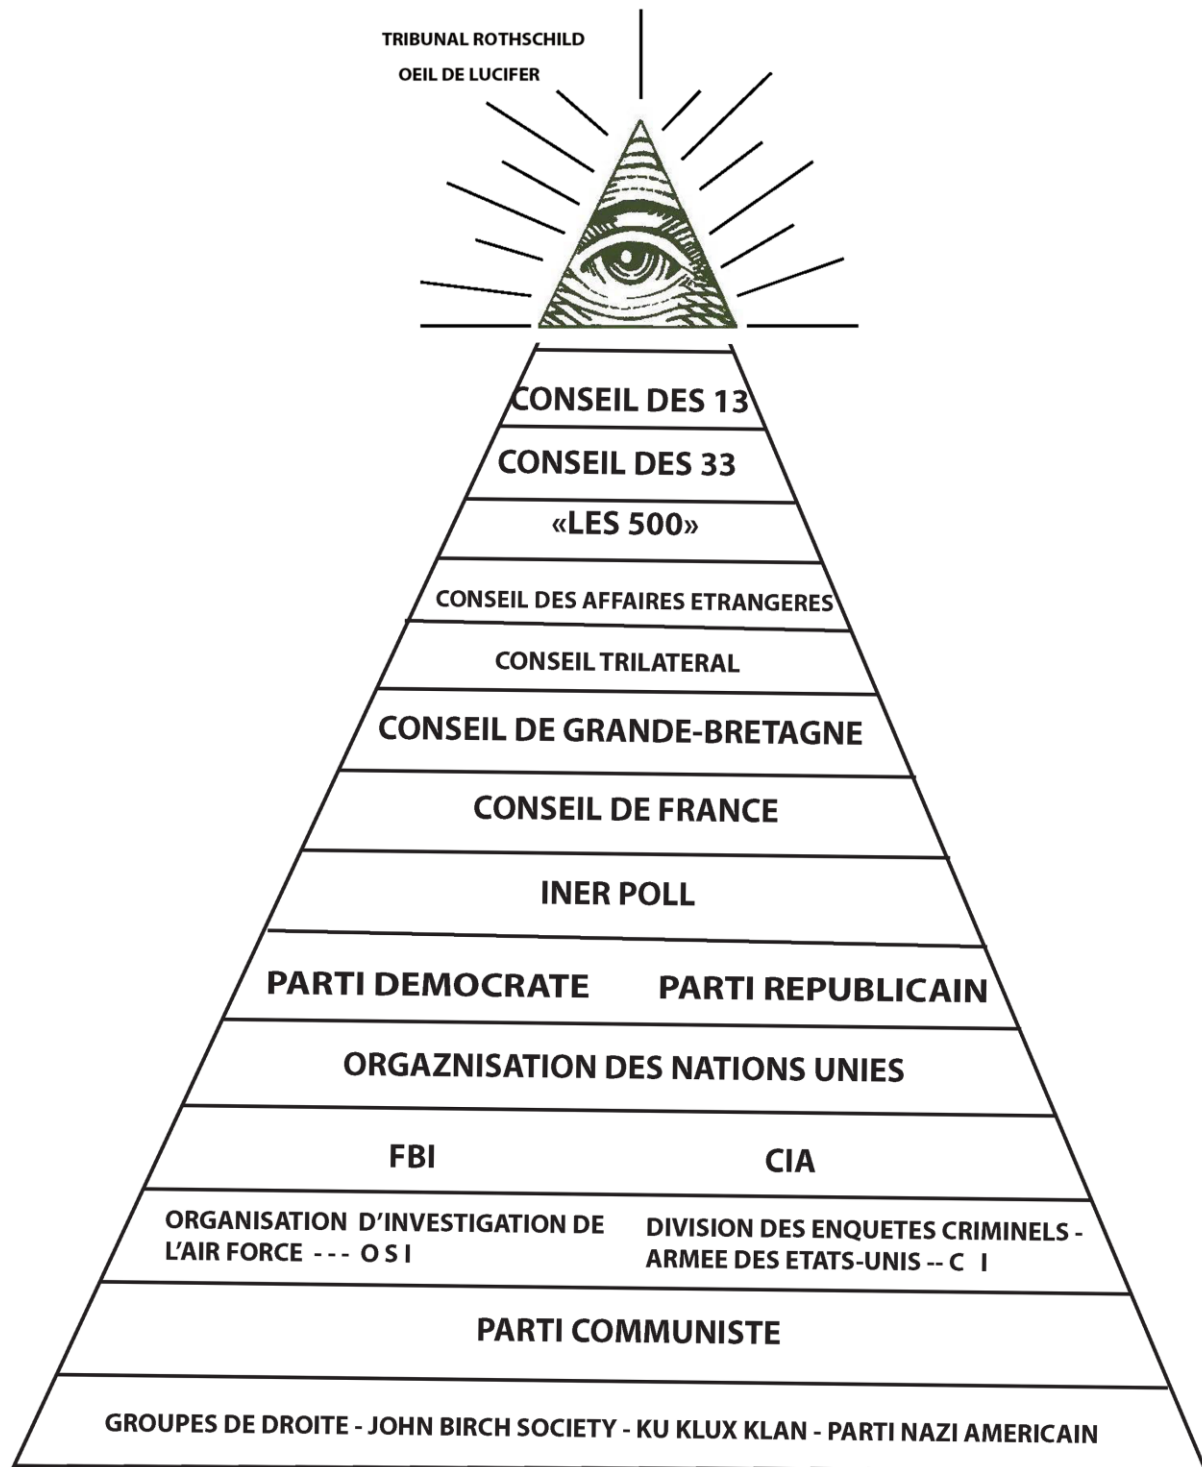 TRIBUNAL ROTHSCHILD
OEIL DE LUCIFER
CONSEIL DES 13
CONSEIL DES 33
«LES 500»
CONSEIL DES AFFAIRES ETRANGERES
CONSEIL TRILATERAL
CONSEIL DE GRANDE-BRETAGNE
CONSEIL DE FRANCE
INER POLL
PARTI DEMOCRATE PARTI REPUBLICAIN
ORGAZNISATION DES NATIONS UNIES
FBI CIA
ORGANISATION D'INVESTIGATION DE
L'AIR FORCE - - - O S I
DIVISION DES ENQUETES CRIMINELS -
ARMEE DES ETATS-UNIS -- C I
PARTI COMMUNISTE
GROUPES DE DROITE - JOHN BIRCH SOCIETY - KU KLUX KLAN - PARTI NAZI AMERICAIN